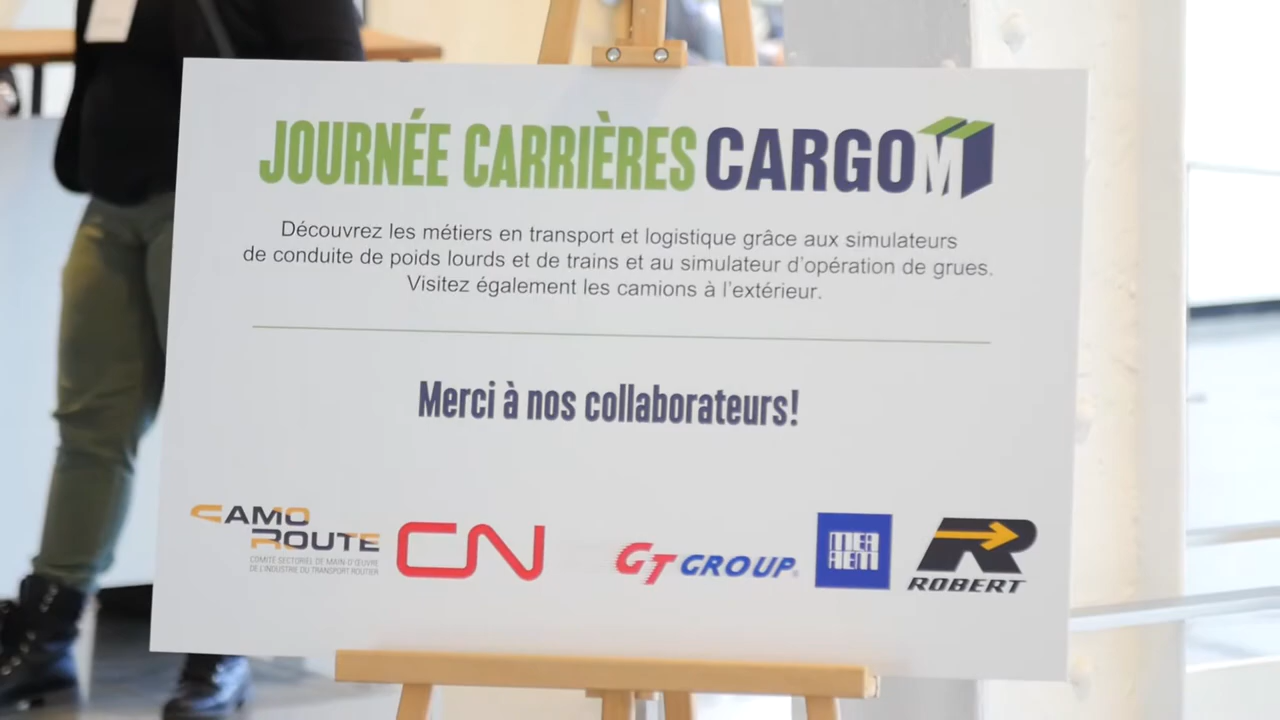 JOURNÉE CARRIÈRES CARGOM
Découvrez les métiers en transport et logistique grâce aux simulateurs
de conduite de poids lourds et de trains et au simulateur d'opération de grues.
Visitez également les camions à l'extérieur.
Merci à nos collaborateurs!
CAMO
ROUTE
COMITÉ SECTORIEL DE MAIN-D'ŒUVRE
DE L'INDUSTRIE DU TRANSPORT ROUTIER
CN
GT GROUP
R
ROBERT